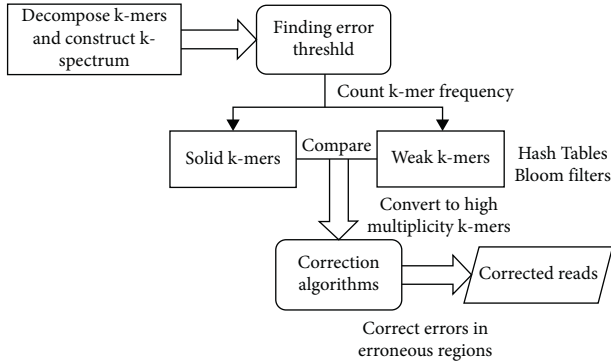 Decompose k-mers
and construct k-
spectrum
Finding error
threshld
Count k-mer frequency
Solid k-mers
Compare
Weak k-mers
Hash Tables
Bloom filters
Convert to high
multiplicity k-mers
Correction
algorithms
Corrected reads
Correct errors in
erroneous regions